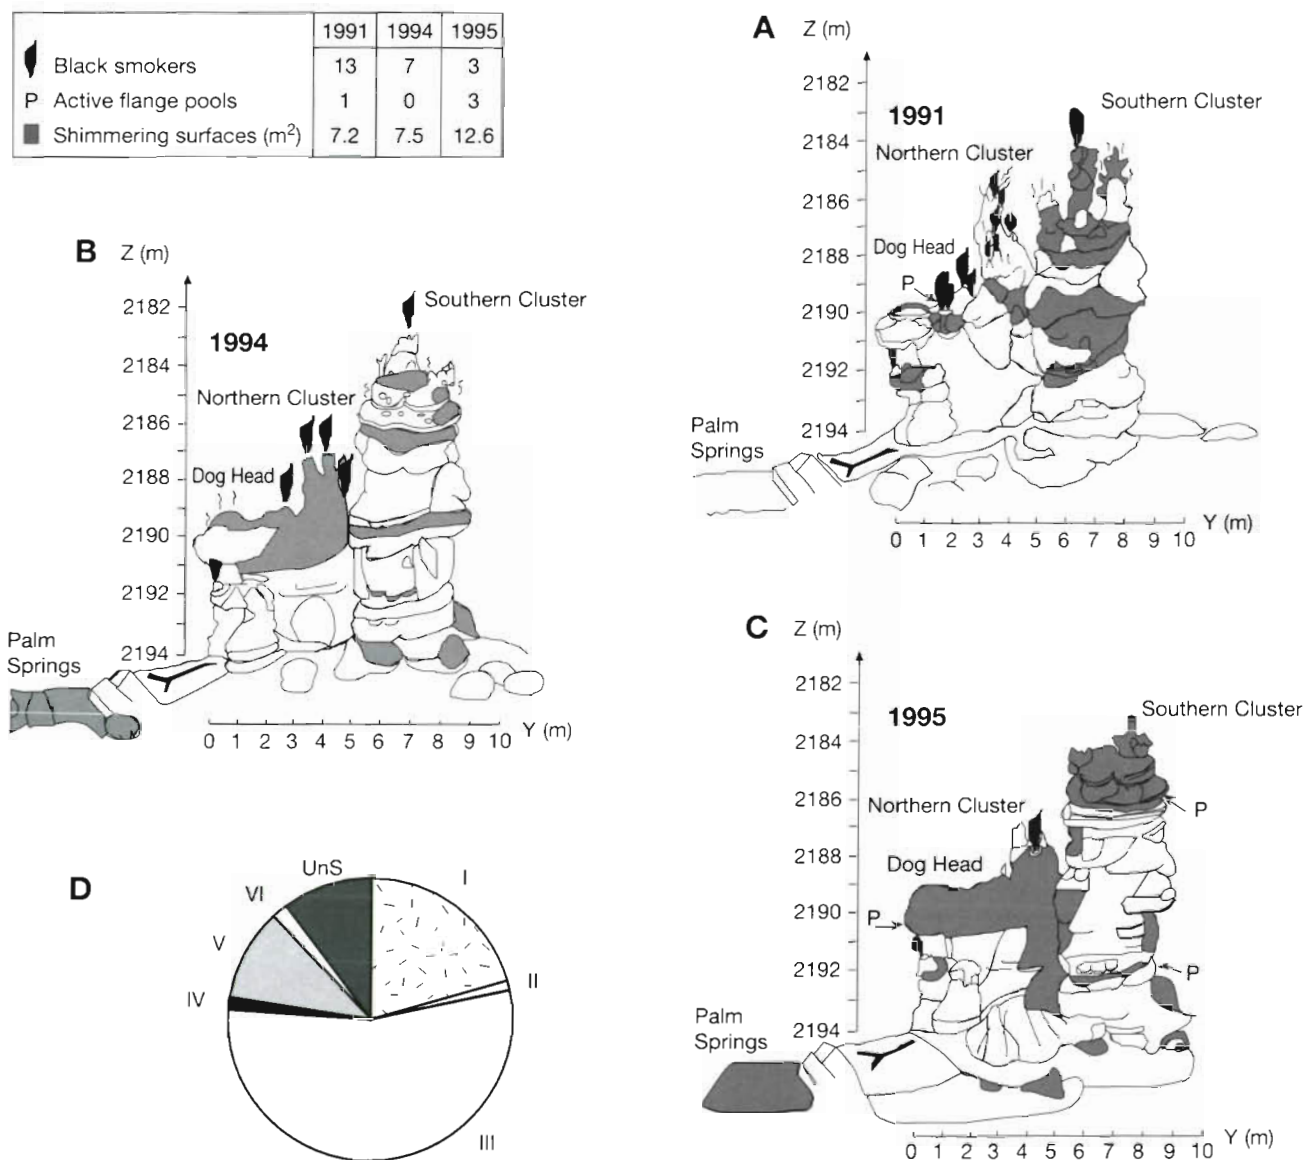 1991 1994 1995
Black smokers 13 7 3
P Active flange pools 1 0 3
Shimmering surfaces (m²) 7.2 7.5 12.6
A Z (m)
2182
1991
Southern Cluster
2184
Northern Cluster
2186
Dog Head
2188
P
2190
2192
2194
Palm
Springs
0 1 2 3 4 5 6 7 8 9 10 Y (m)
B Z (m)
2182
Southern Cluster
1994
2184
Northern Cluster
2186
Dog Head
2188
2190
2192
2194
Palm
Springs
0 1 2 3 4 5 6 7 8 9 10 Y (m)
C Z (m)
2182
1995
Southern Cluster
2184
2186
P
Northern Cluster
2188
Dog Head
2190
P
2192
P
2194
Palm
Springs
0 1 2 3 4 5 6 7 8 9 10 Y (m)
D
UnS
I
VI
V
II
IV
III